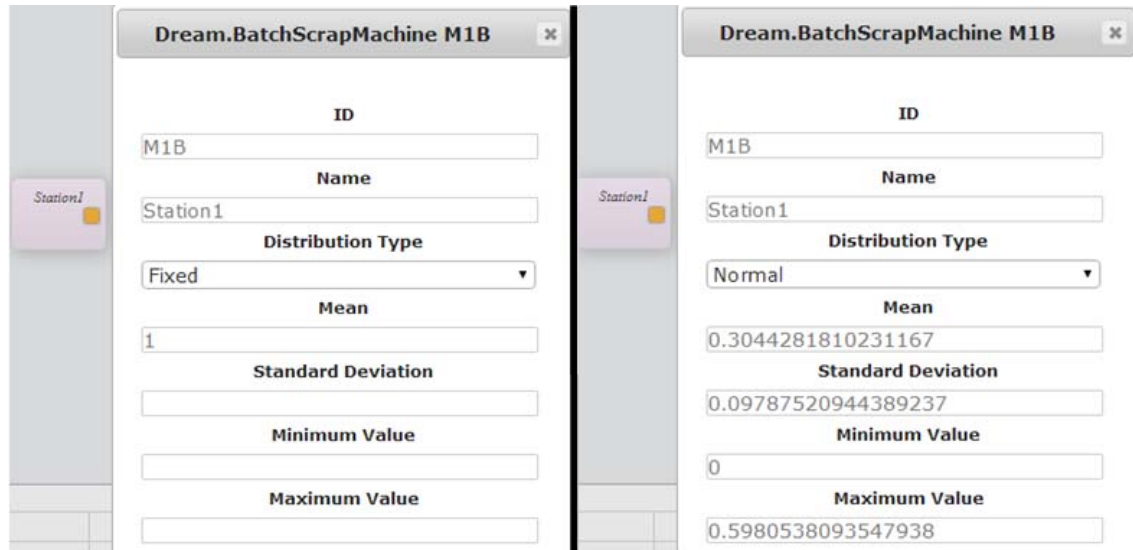 Dream.BatchScrapMachine M1B
ID
M1B
Name
Station1
Station1
Distribution Type
Fixed
Mean
1
Standard Deviation
Minimum Value
Maximum Value
Dream.BatchScrapMachine M1B
ID
M1B
Name
Station1
Station1
Distribution Type
Normal
Mean
0.3044281810231167
Standard Deviation
0.09787520944389237
Minimum Value
0
Maximum Value
0.5980538093547938